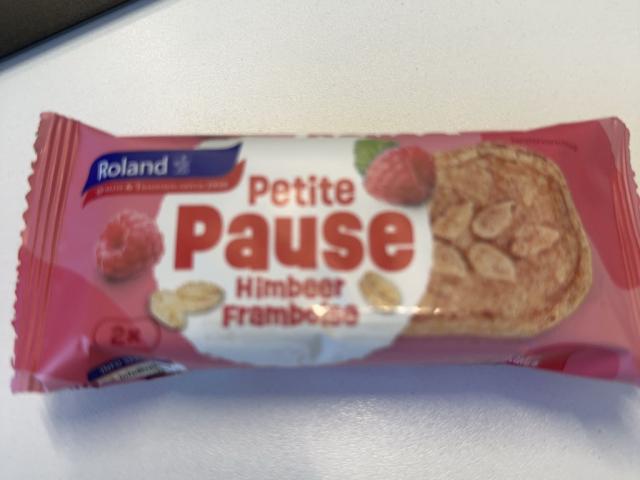 Roland
Petite
Pause
Himbeer
Framboise
2x